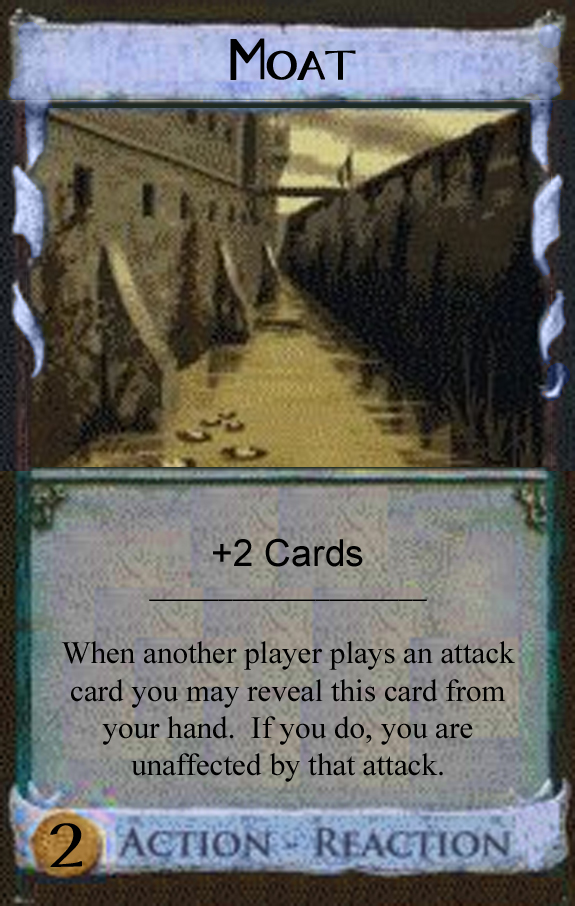 MOAT
+2 Cards
When another player plays an attack
card you may reveal this card from
your hand.  If you do, you are
unaffected by that attack.
2 ACTION - REACTION